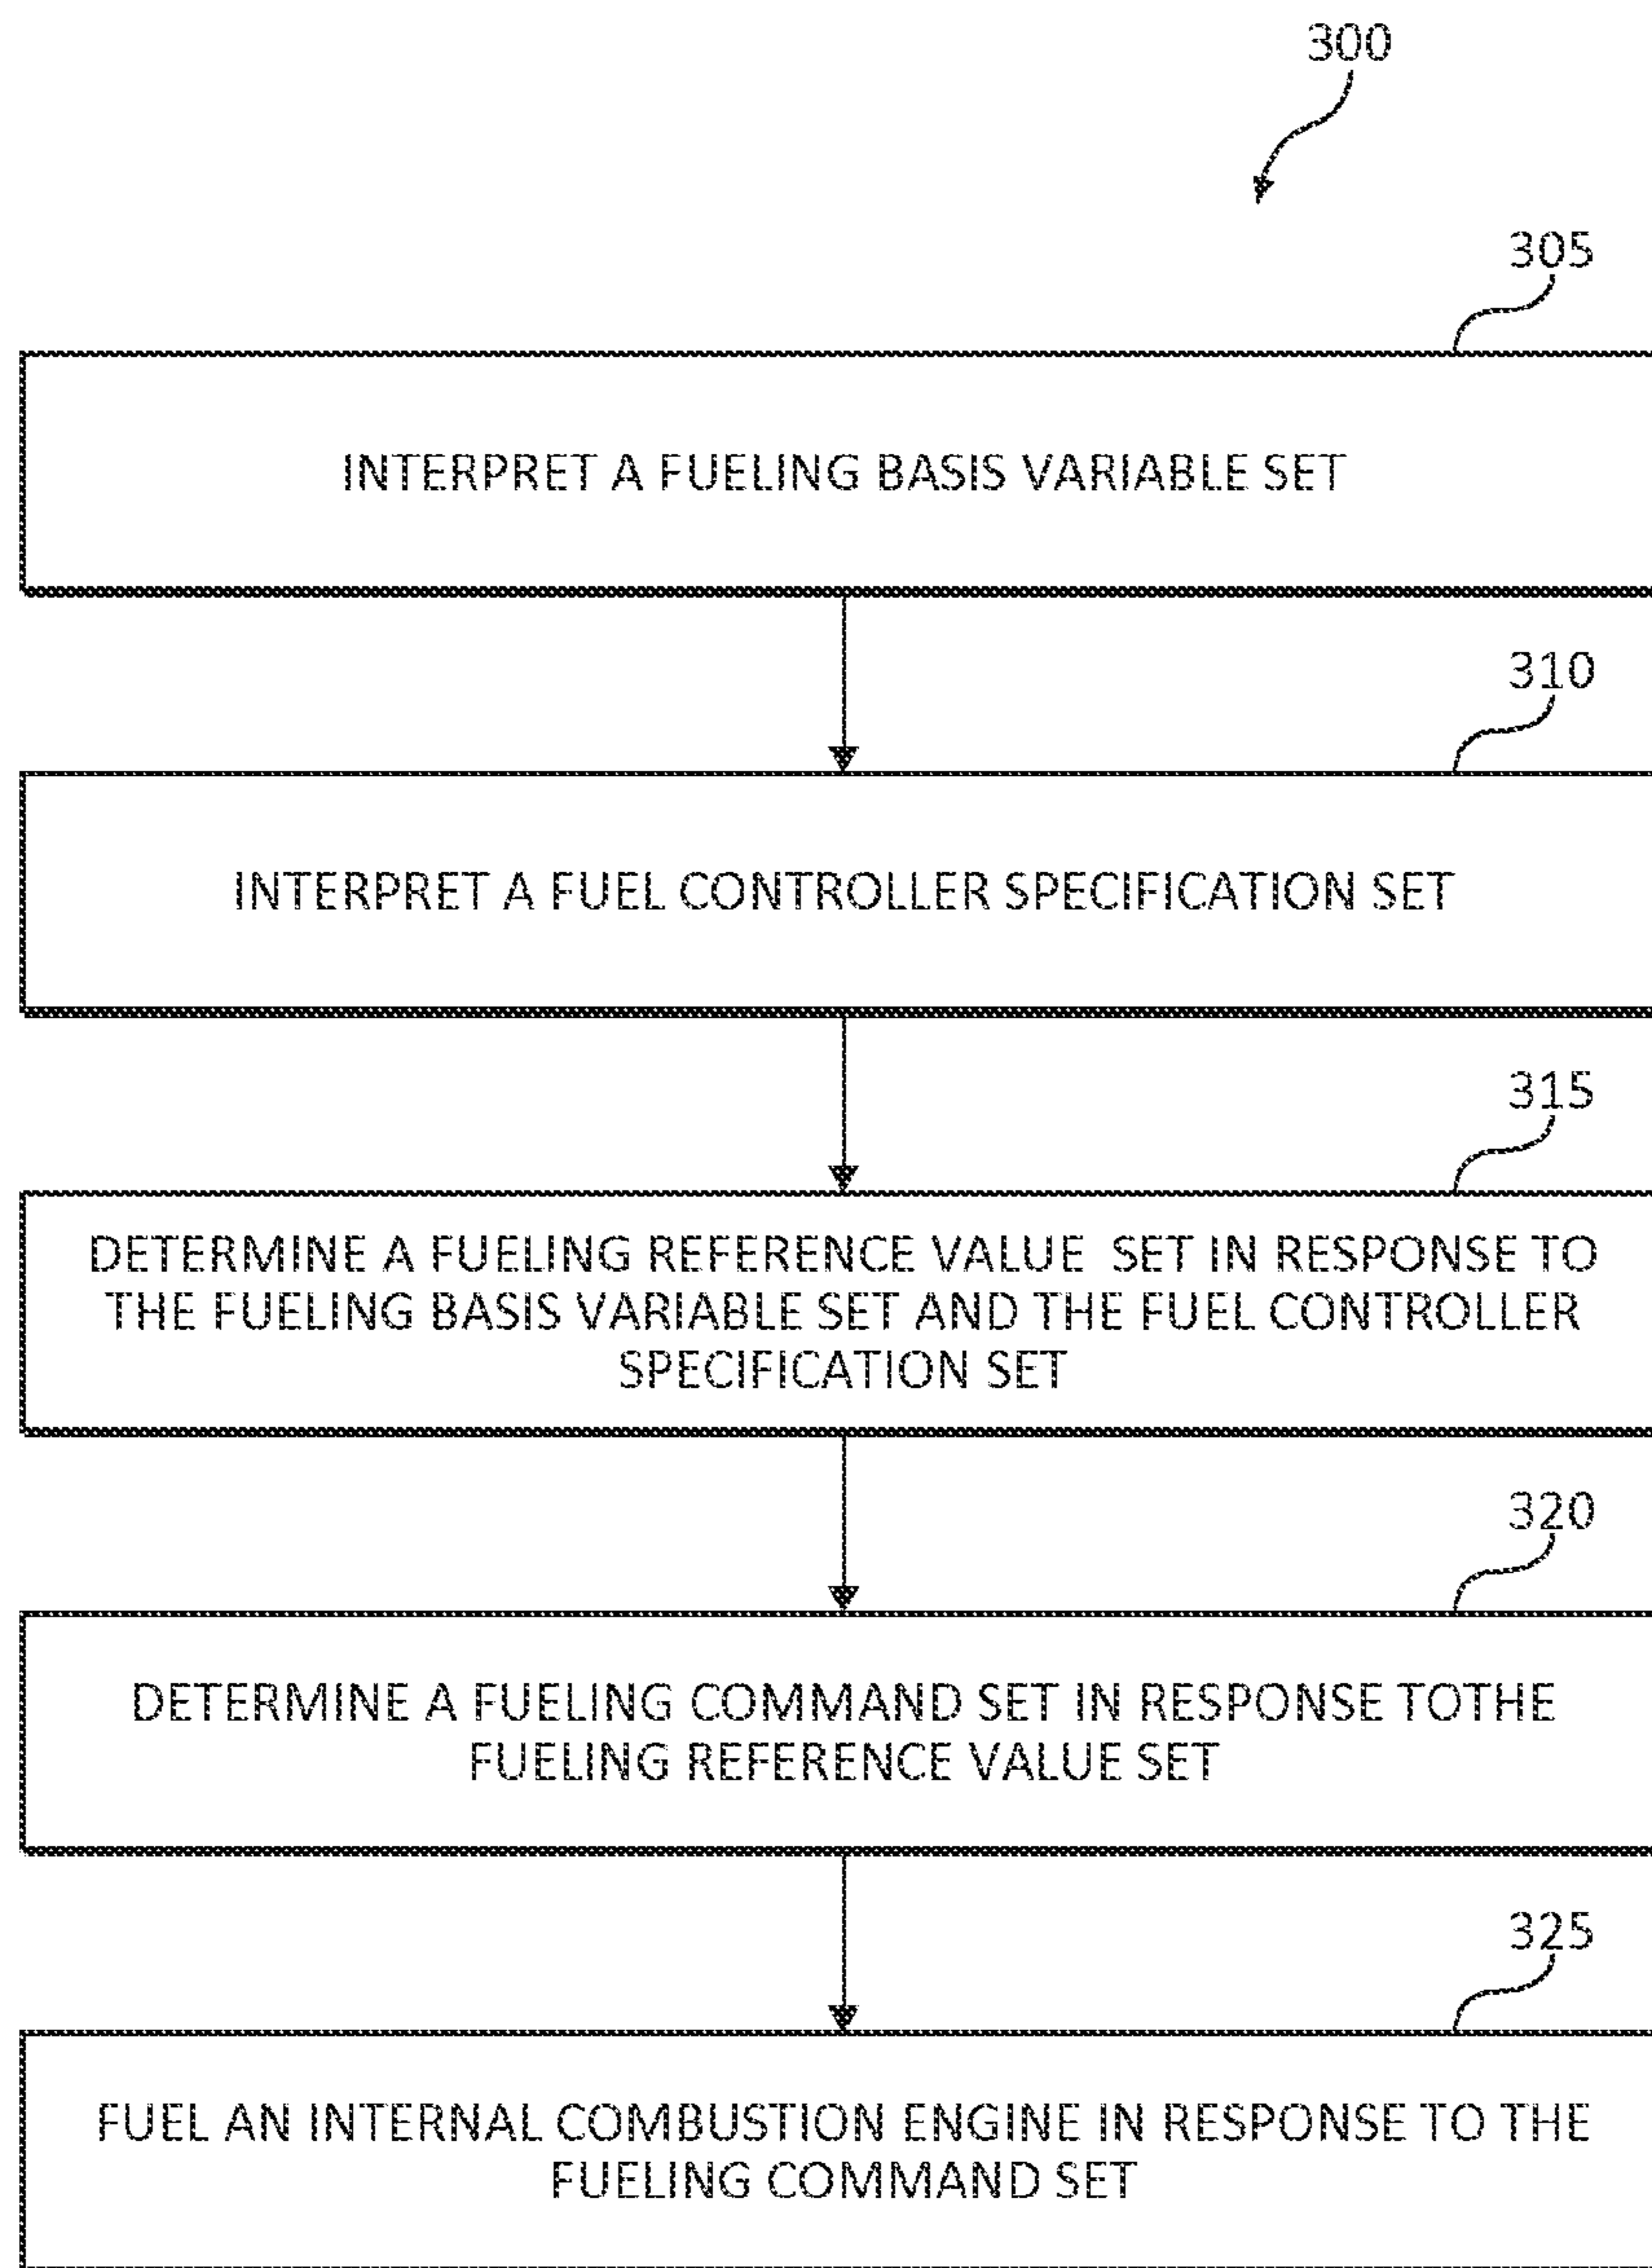 300
305
INTERPRET A FUELING BASIS VARIABLE SET
310
INTERPRET A FUEL CONTROLLER SPECIFICATION SET
315
DETERMINE A FUELING REFERENCE VALUE  SET IN RESPONSE TO
THE FUELING BASIS VARIABLE SET AND THE FUEL CONTROLLER
SPECIFICATION SET
320
DETERMINE A FUELING COMMAND SET IN RESPONSE TOTHE
FUELING REFERENCE VALUE SET
325
FUEL AN INTERNAL COMBUSTION ENGINE IN RESPONSE TO THE
FUELING COMMAND SET